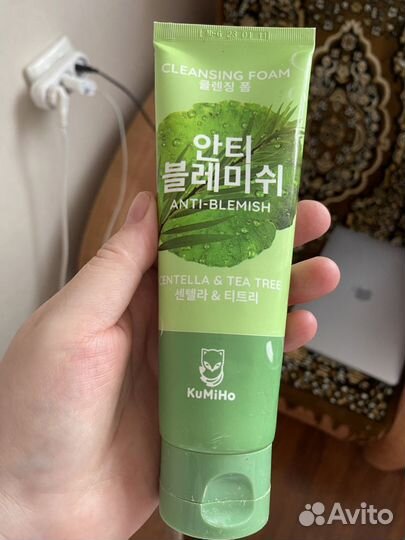 CLEANSING FOAM
클렌징 폼
안티
블레미쉬
ANTI-BLEMISH
CENTELLA & TEA TREE
센텔라 & 티트리
KuMiHo
Avito